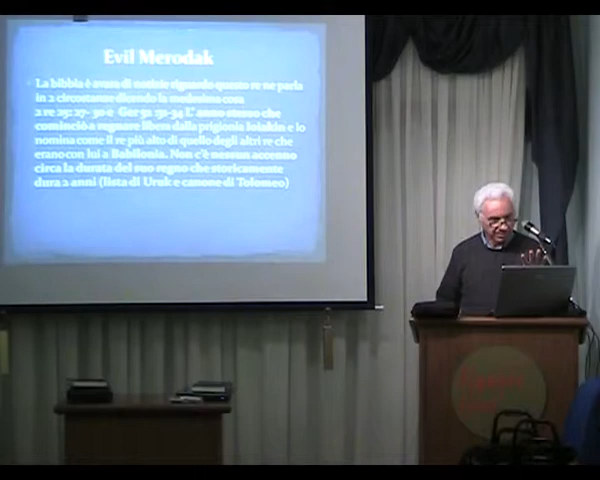 Evil Merodak
La bibbia è avara di notizie riguardo questo re ne parla
in 2 circostanze dicendo la medesima cosa
2 re 25: 27- 30 e Ger 52 :31-34 L' anno stesso che
cominciò a regnare liberò dalla prigionia Ioiakin e lo
nomina come il re più alto di quello degli altri re che
erano con lui a Babilonia. Non c'è nessun accenno
circa la durata del suo regno che storicamente
dura 2 anni (lista di Uruk e canone di Tolomeo)